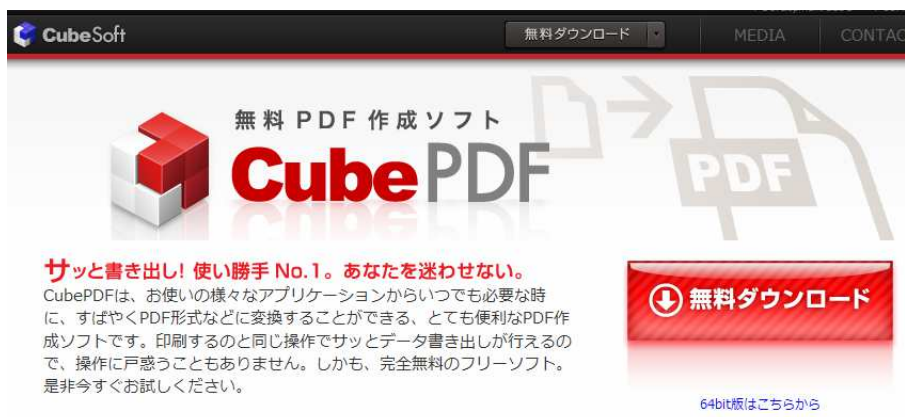 CubeSoft
無料ダウンロード
MEDIA
CONTAC
無料 PDF 作成ソフト
CubePDF
PDF
サッと書き出し! 使い勝手 No.1。あなたを迷わせない。
CubePDFは、お使いの様々なアプリケーションからいつでも必要な時
に、すばやくPDF形式などに変換することができる、とても便利なPDF作
成ソフトです。印刷するのと同じ操作でサッとデータ書き出しが行えるの
で、操作に戸惑うこともありません。しかも、完全無料のフリーソフト。
是非今すぐお試しください。
無料ダウンロード
64bit版はこちらから